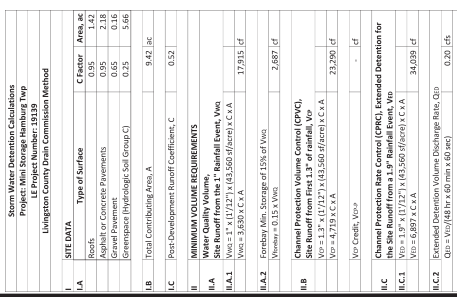 Storm Water Detention Calculations
Project: Mini Storage Hamburg Twp
LE Project Number: 19139
Livingston County Drain Commission Method
I SITE DATA
I.A Type of Surface C Factor Area, ac
Roofs 0.95 1.42
Asphalt or Concrete Pavements 0.95 2.18
Gravel Pavement 0.65 0.16
Greenspace (Hydrologic Soil Group C) 0.25 5.66
I.B Total Contributing Area, A 9.42 ac
I.C Post-Development Runoff Coefficient, C 0.52
II MINIMUM VOLUME REQUIREMENTS
II.A Water Quality Volume,
Site Runoff from the 1" Rainfall Event, VWQ
II.A.1 VWQ = 1" x (1'/12") x (43,560 sf/acre) x C x A
VWQ = 3,630 x C x A 17,915 cf
II.A.2 Forebay Min. Storage of 15% of VWQ
Vforebay = 0.15 x VWQ 2,687 cf
II.B Channel Protection Volume Control (CPVC),
Site Runoff from First 1.3" of rainfall, VCP
VCP = 1.3" x (1'/12") x (43,560 sf/acre) x C x A
VCP = 4,719 x C x A 23,290 cf
VCP Credit, VCP-P - cf
II.C Channel Protection Rate Control (CPRC), Extended Detention for
the Site Runoff from a 1.9" Rainfall Event, VED
II.C.1 VED = 1.9" x (1'/12") x (43,560 sf/acre) x C x A
VED = 6,897 x C x A 34,039 cf
II.C.2 Extended Detention Volume Discharge Rate, QED
QED = VED/(48 hr x 60 min x 60 sec) 0.20 cfs